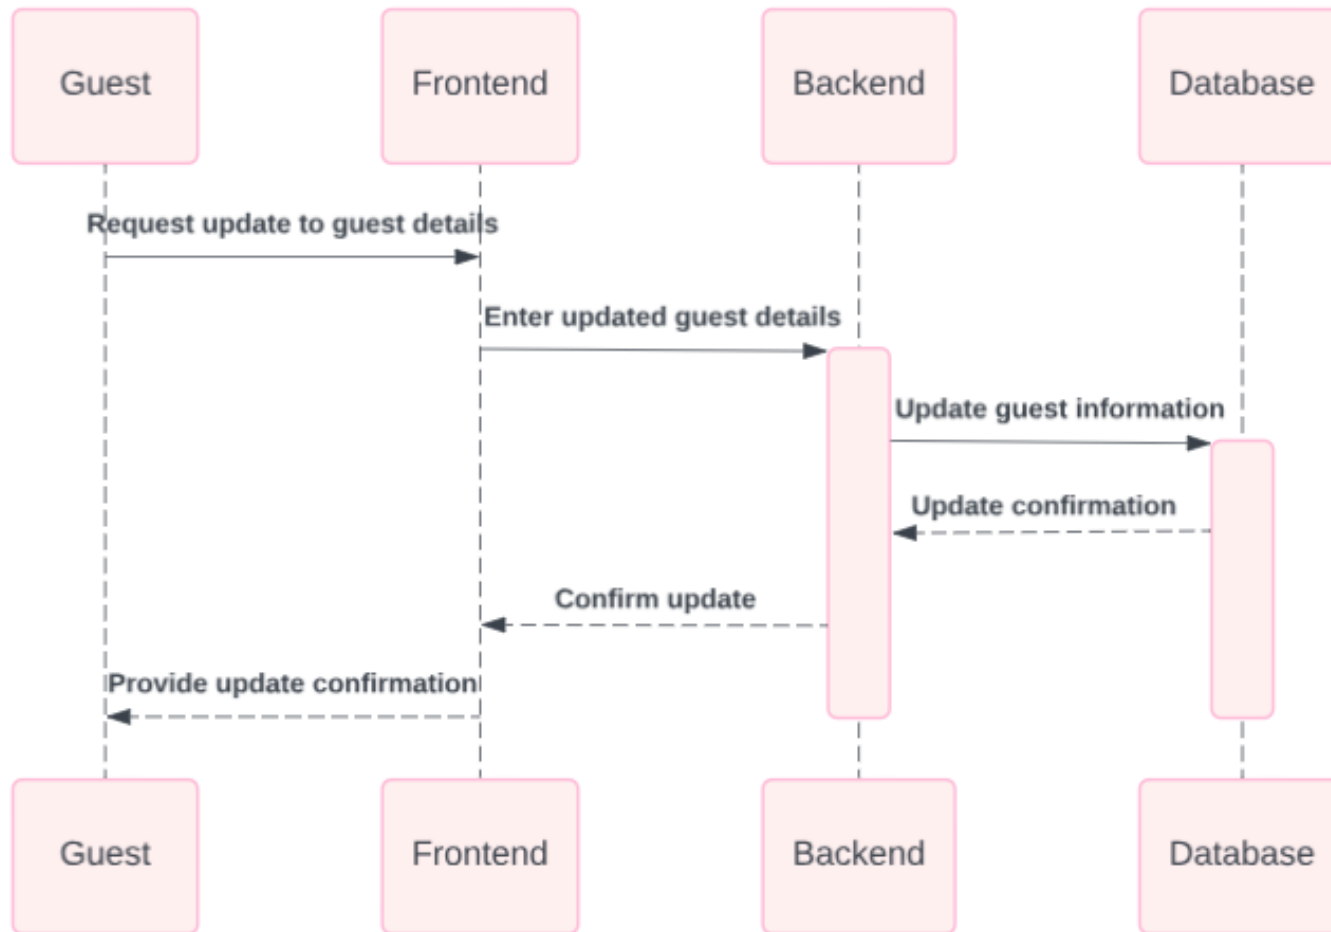 Guest
Frontend
Backend
Database
Request update to guest details
Enter updated guest details
Update guest information
Update confirmation
Confirm update
Provide update confirmation
Guest
Frontend
Backend
Database